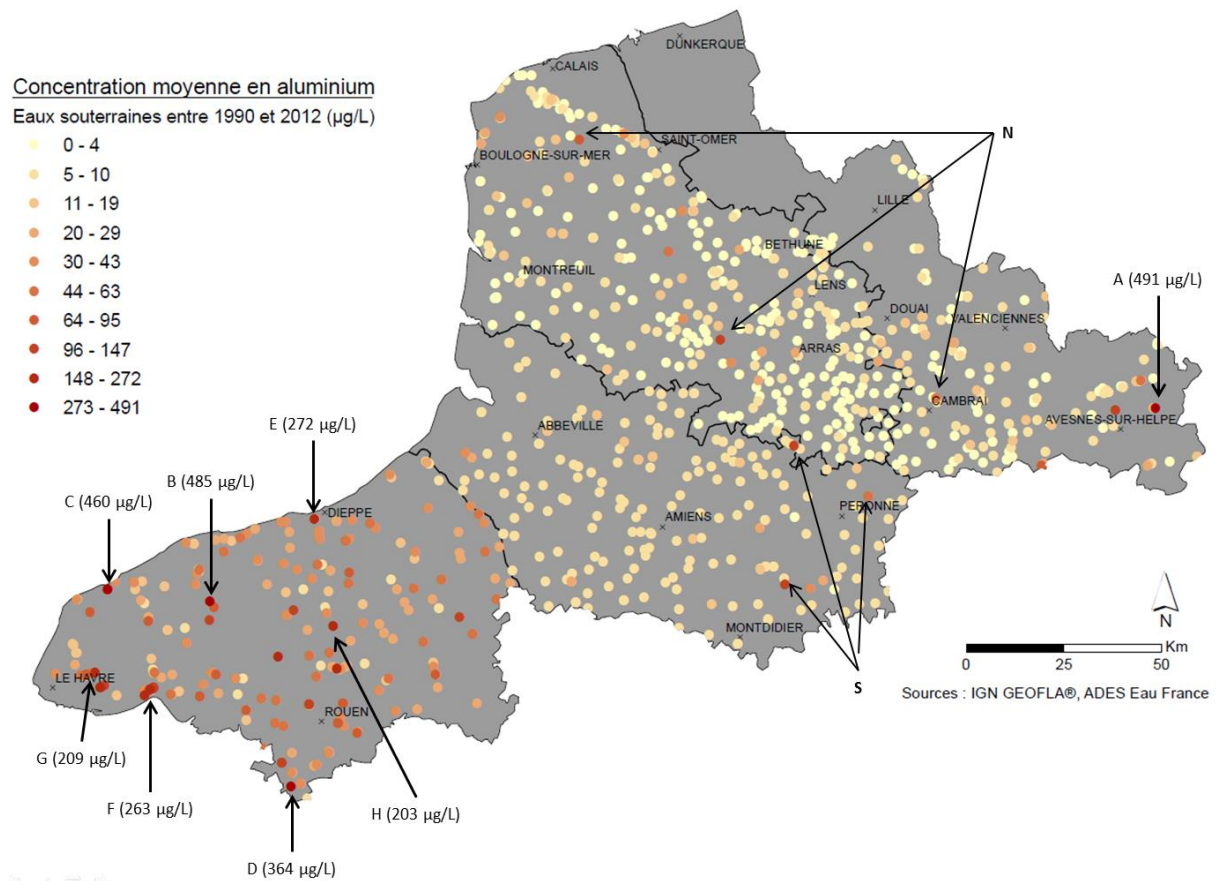 Concentration moyenne en aluminium
Eaux souterraines entre 1990 et 2012 (µg/L)
0 - 4
5 - 10
11 - 19
20 - 29
30 - 43
44 - 63
64 - 95
96 - 147
148 - 272
273 - 491
DUNKERQUE
CALAIS
N
SAINT-OMER
BOULOGNE-SUR-MER
LILLE
BETHUNE
MONTREUIL
LENS
DOUAI
VALENCIENNES
A (491 µg/L)
ARRAS
CAMBRAI
AVESNES-SUR-HELPE
ABBEVILLE
E (272 µg/L)
B (485 µg/L)
C (460 µg/L)
DIEPPE
PERONNE
AMIENS
MONTDIDIER
N
0 25 50 Km
Sources : IGN GEOFLA®, ADES Eau France
S
LE HAVRE
ROUEN
G (209 µg/L)
F (263 µg/L)
H (203 µg/L)
D (364 µg/L)